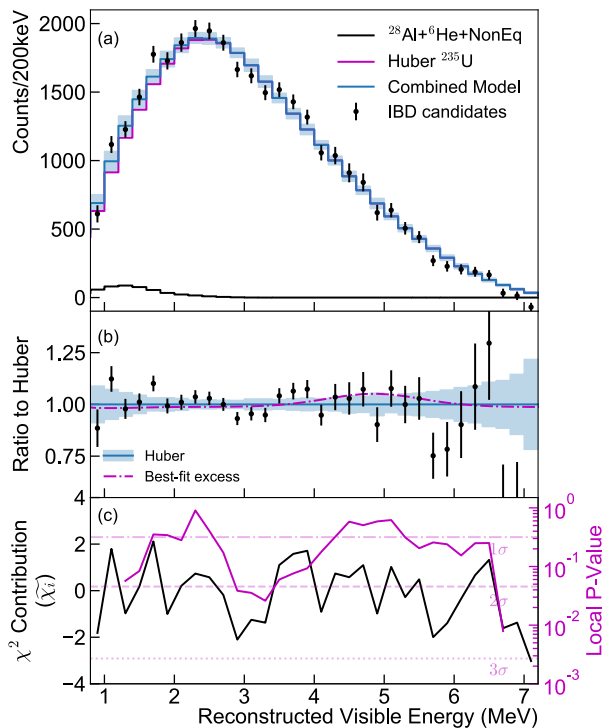 (a)
²⁸Al+⁶He+NonEq
Huber ²³⁵U
Combined Model
IBD candidates
Counts/200keV
2000
1500
1000
500
0
(b)
1.25
1.00
0.75
Ratio to Huber
Huber
Best-fit excess
(c)
4
2
0
−2
−4
χ² Contribution
(χ̃ᵢ)
1σ
2σ
3σ
10⁰
10⁻¹
10⁻²
10⁻³
Local P-Value
1 2 3 4 5 6 7
Reconstructed Visible Energy (MeV)